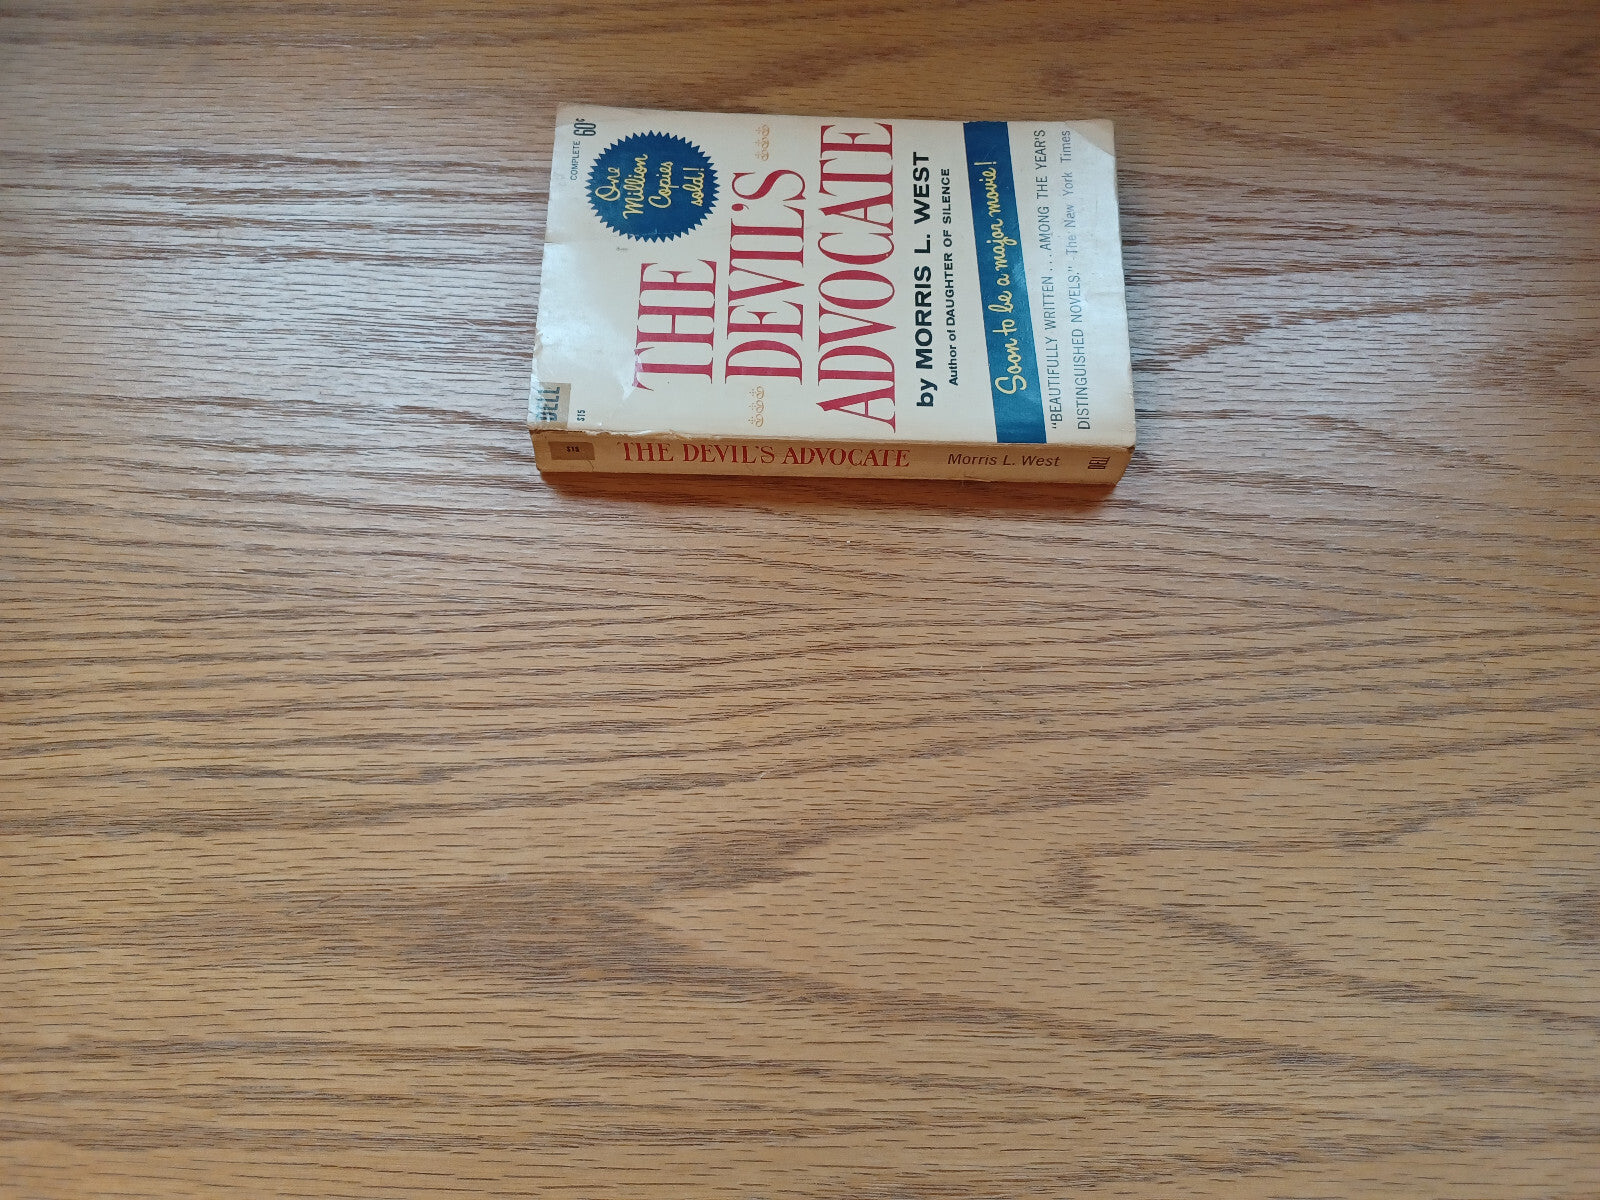 DELL
S15
COMPLETE 60¢
One
Million
Copies
sold!
THE
DEVIL'S
ADVOCATE
by MORRIS L. WEST
Author of DAUGHTER OF SILENCE
Soon to be a major movie!
"BEAUTIFULLY WRITTEN . . . AMONG THE YEAR'S
DISTINGUISHED NOVELS." The New York Times
S15
THE DEVIL'S ADVOCATE Morris L. West DELL